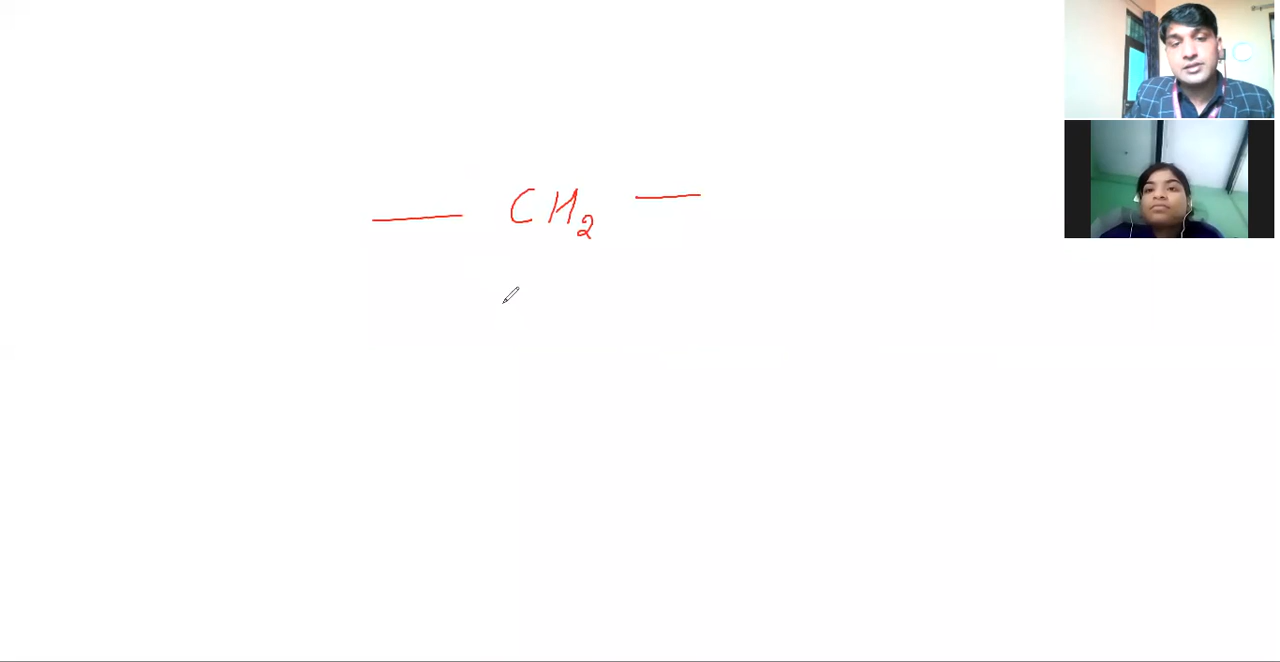 — CH₂ —